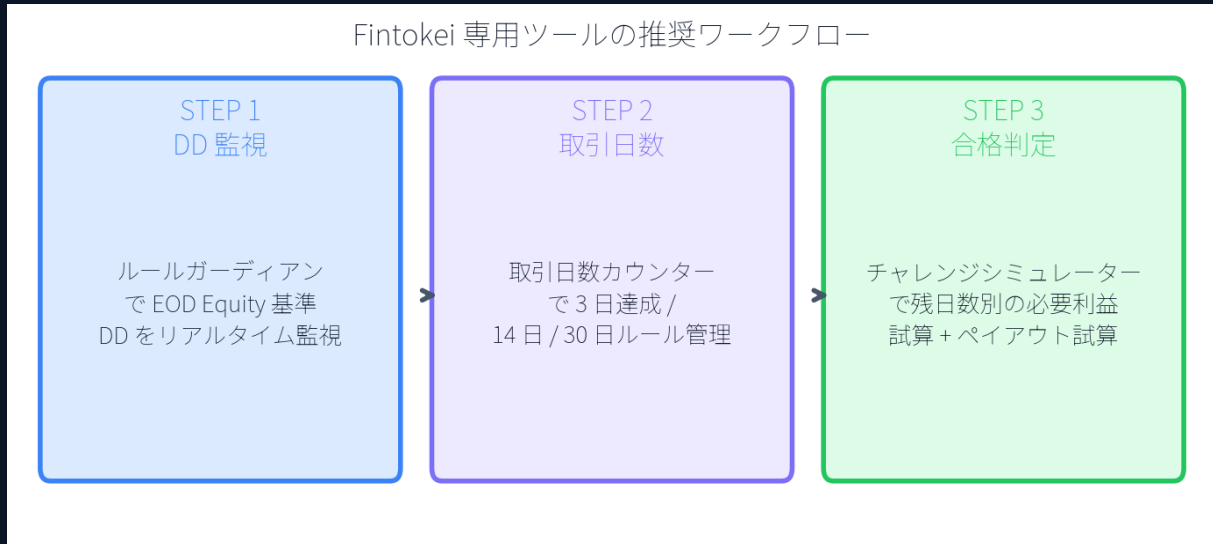 Fintokei 専用ツールの推奨ワークフロー
STEP 1
DD 監視
ルールガーディアン
で EOD Equity 基準
DD をリアルタイム監視
STEP 2
取引日数
取引日数カウンター
で 3 日達成 /
14 日 / 30 日ルール管理
STEP 3
合格判定
チャレンジシミュレーター
で残日数別の必要利益
試算 + ペイアウト試算